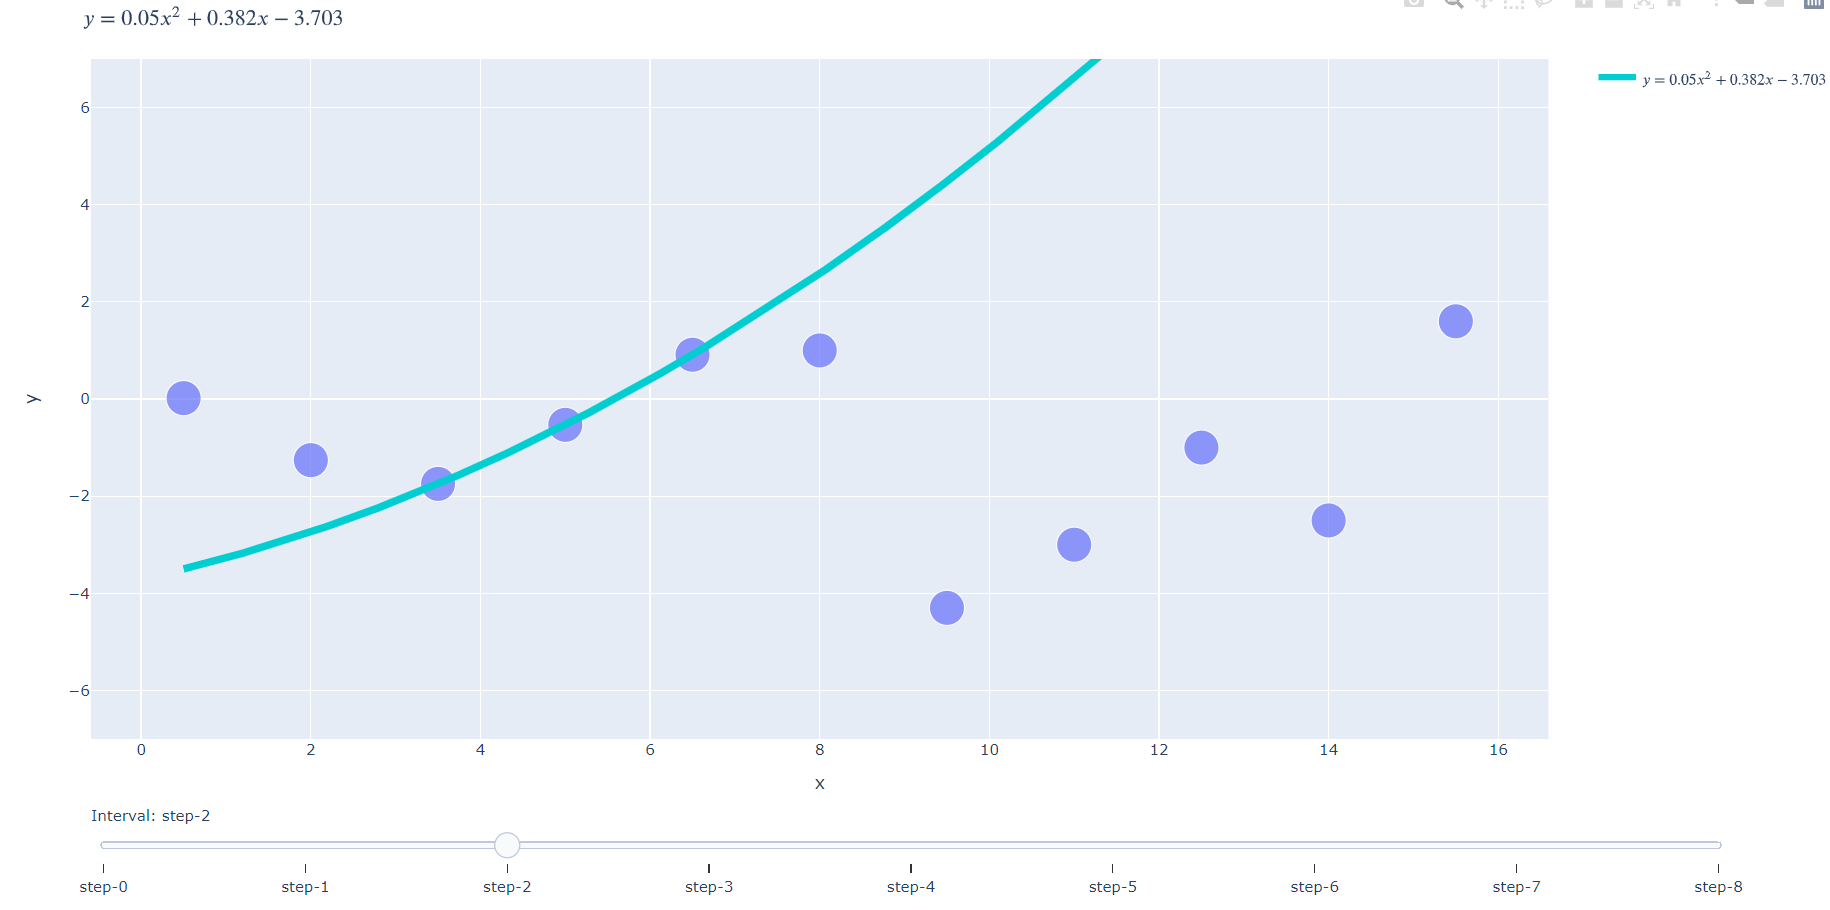 y = 0.05x² + 0.382x − 3.703
y = 0.05x² + 0.382x − 3.703
6
4
2
0
−2
−4
−6
y
0 2 4 6 8 10 12 14 16
x
Interval: step-2
step-0 step-1 step-2 step-3 step-4 step-5 step-6 step-7 step-8